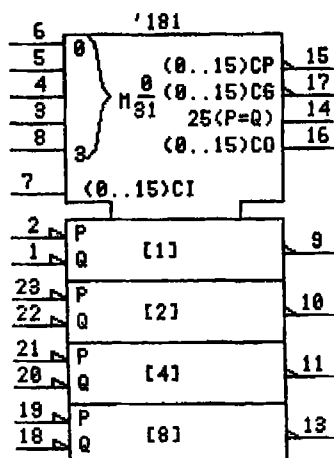 '181
6 0 (0..15)CP 15
5 (0..15)CG 17
4 M 0/31 25(P=Q) 14
3 (0..15)CO 16
8 3
7 (0..15)CI
2 P [1] 9
1 Q
23 P [2] 10
22 Q
21 P [4] 11
20 Q
19 P [8] 13
18 Q